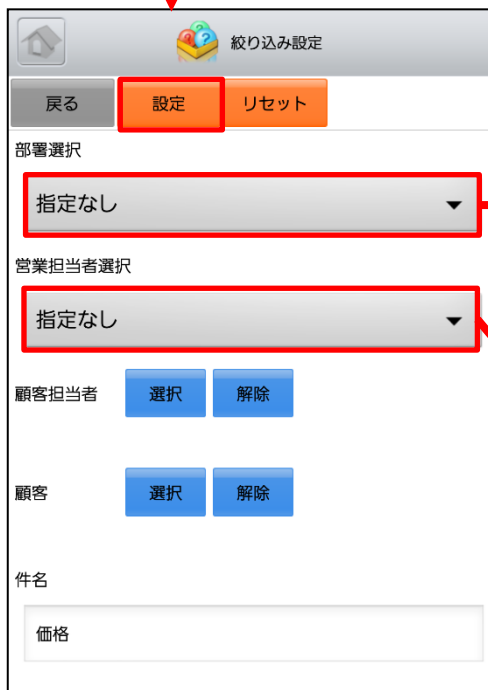 絞り込み設定
戻る 設定 リセット
部署選択
指定なし
営業担当者選択
指定なし
顧客担当者 選択 解除
顧客 選択 解除
件名
価格